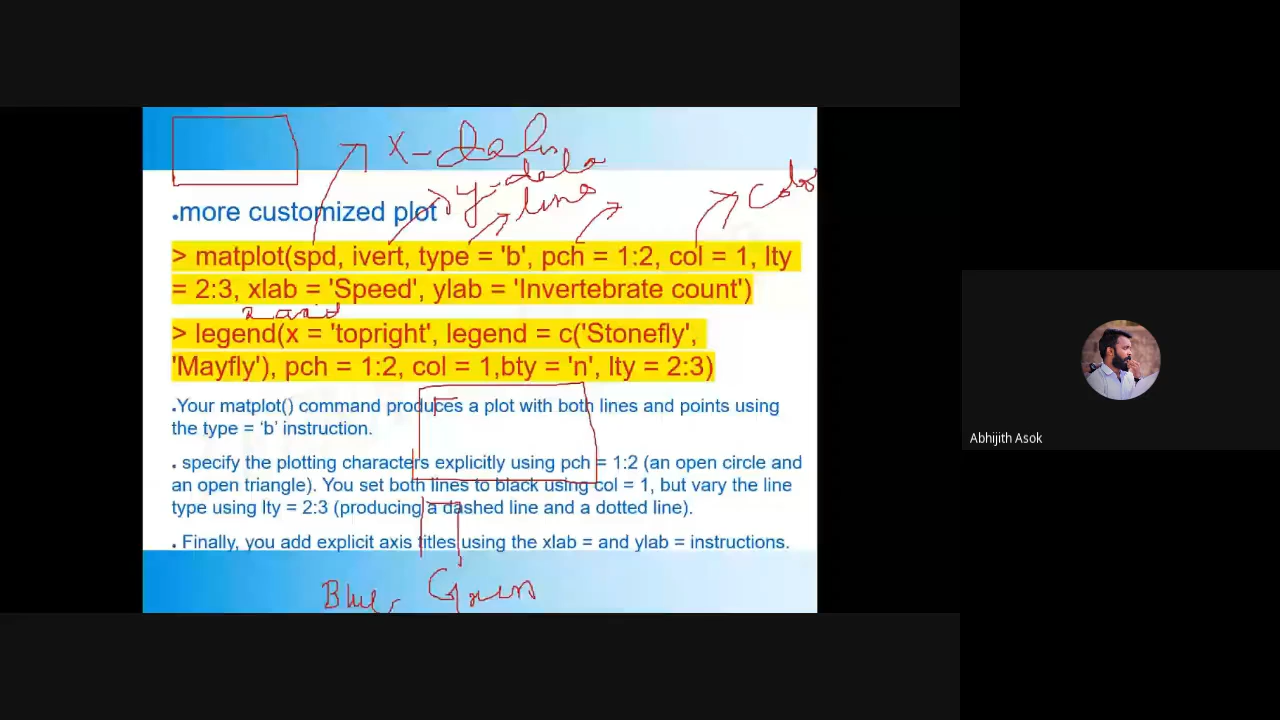 x-data
y-data
line
Color
•more customized plot
> matplot(spd, ivert, type = 'b', pch = 1:2, col = 1, lty
= 2:3, xlab = 'Speed', ylab = 'Invertebrate count')
> legend(x = 'topright', legend = c('Stonefly',
'Mayfly'), pch = 1:2, col = 1,bty = 'n', lty = 2:3)
•Your matplot() command produces a plot with both lines and points using
the type = ‘b’ instruction.
• specify the plotting characters explicitly using pch = 1:2 (an open circle and
an open triangle). You set both lines to black using col = 1, but vary the line
type using lty = 2:3 (producing a dashed line and a dotted line).
• Finally, you add explicit axis titles using the xlab = and ylab = instructions.
Blue, Green
Abhijith Asok